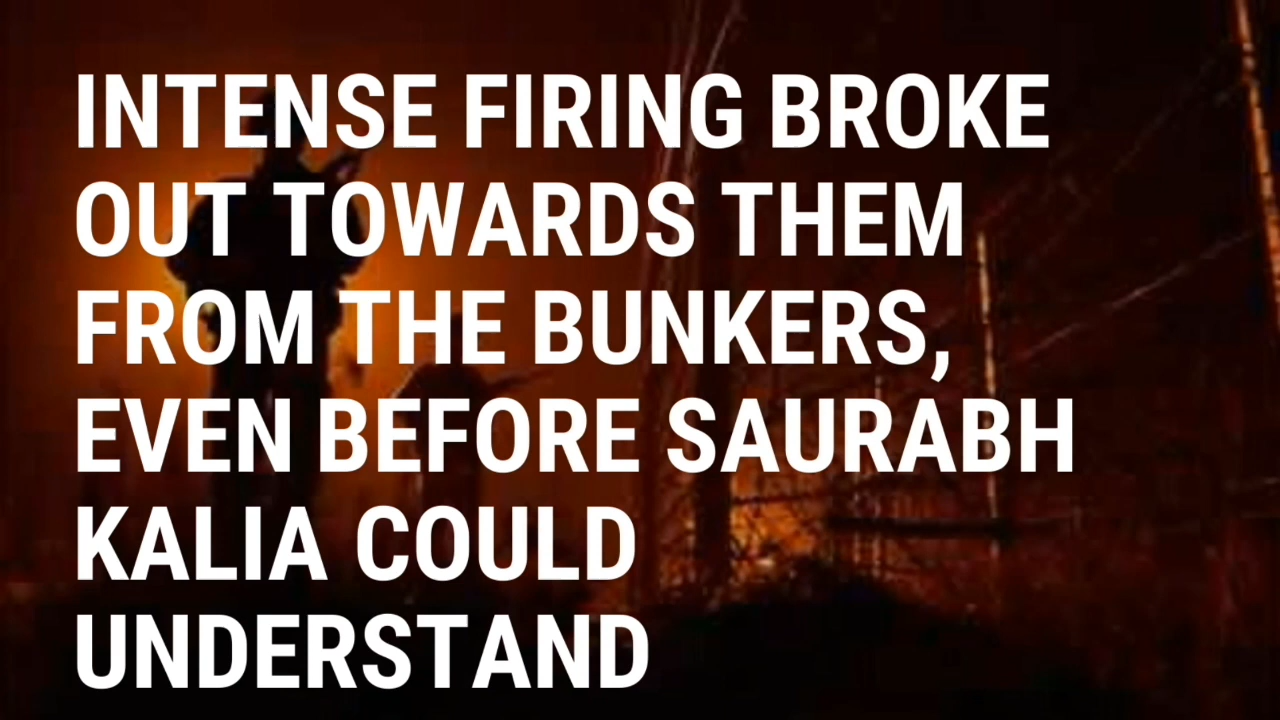 INTENSE FIRING BROKE
OUT TOWARDS THEM
FROM THE BUNKERS,
EVEN BEFORE SAURABH
KALIA COULD
UNDERSTAND